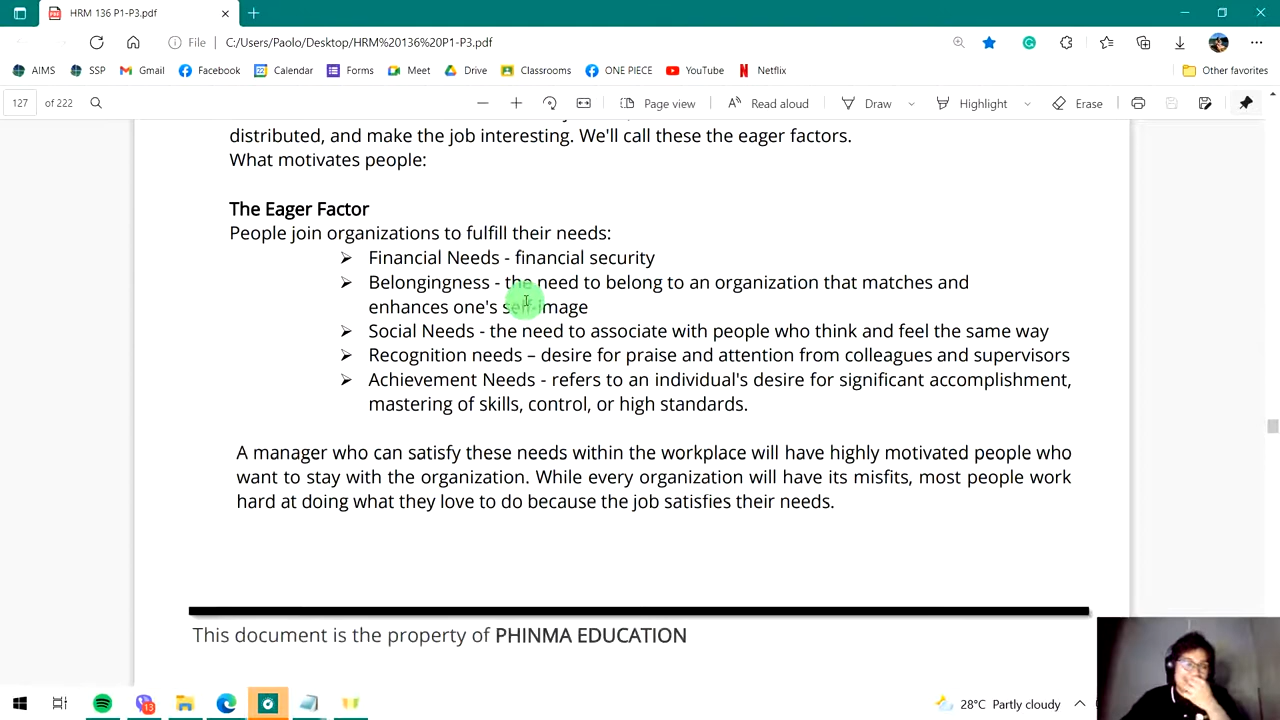 HRM 136 P1-P3.pdf
File
C:/Users/Paolo/Desktop/HRM%20136%20P1-P3.pdf
AIMS
SSP
Gmail
Facebook
Calendar
Forms
Meet
Drive
Classrooms
ONE PIECE
YouTube
Netflix
Other favorites
127 of 222
Page view
Read aloud
Draw
Highlight
Erase
distributed, and make the job interesting. We'll call these the eager factors.
What motivates people:
The Eager Factor
People join organizations to fulfill their needs:
Financial Needs - financial security
Belongingness - the need to belong to an organization that matches and
enhances one's self-image
Social Needs - the need to associate with people who think and feel the same way
Recognition needs – desire for praise and attention from colleagues and supervisors
Achievement Needs - refers to an individual's desire for significant accomplishment,
mastering of skills, control, or high standards.
A manager who can satisfy these needs within the workplace will have highly motivated people who
want to stay with the organization. While every organization will have its misfits, most people work
hard at doing what they love to do because the job satisfies their needs.
This document is the property of PHINMA EDUCATION
13
28°C Partly cloudy